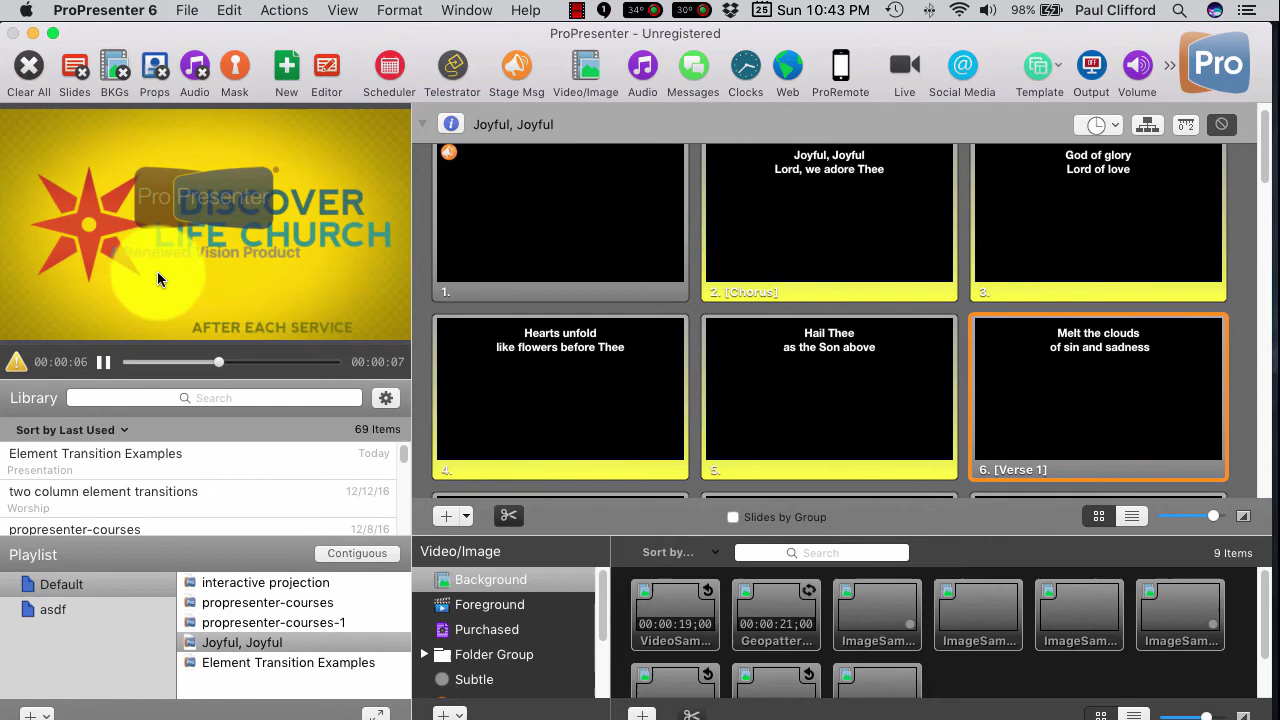 ProPresenter 6 File Edit Actions View Format Window Help 34° 30° 25 Sun 10:43 PM 98% Paul Clifford
ProPresenter - Unregistered
Clear All Slides BKGs Props Audio Mask New Editor Scheduler Telestrator Stage Msg Video/Image Audio Messages Clocks Web ProRemote Live Social Media Template Output Volume Pro
Joyful, Joyful
Pro Presenter
DISCOVER
LIFE CHURCH
A Renewed Vision Product
AFTER EACH SERVICE
00:00:06 00:00:07
Library Search
Sort by Last Used 69 Items
Element Transition Examples Today
Presentation
two column element transitions 12/12/16
Worship
propresenter-courses 12/8/16
Playlist Contiguous
Default
asdf
interactive projection
propresenter-courses
propresenter-courses-1
Joyful, Joyful
Element Transition Examples
1.
Joyful, Joyful
Lord, we adore Thee
2. [Chorus]
God of glory
Lord of love
3.
Hearts unfold
like flowers before Thee
4.
Hail Thee
as the Son above
5.
Melt the clouds
of sin and sadness
6. [Verse 1]
Slides by Group
Video/Image
Background
Foreground
Purchased
Folder Group
Subtle
Sort by... Search 9 Items
00:00:19;00 00:00:21;00
VideoSam... Geopatter... ImageSam... ImageSam... ImageSam... ImageSam...